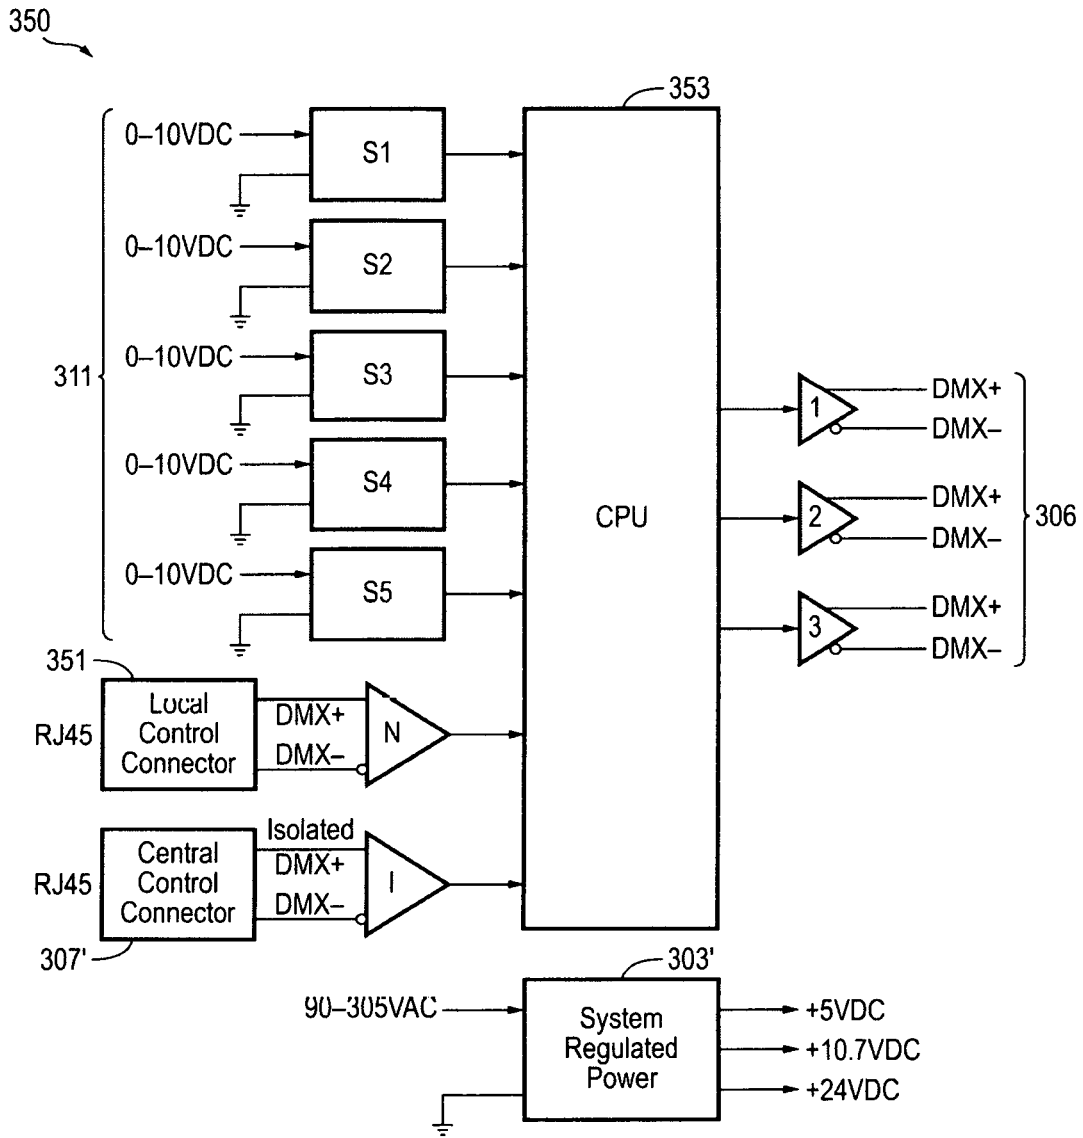 350
353
0–10VDC
S1
0–10VDC
S2
0–10VDC
S3
311
0–10VDC
S4
0–10VDC
S5
CPU
1
DMX+
DMX–
2
DMX+
DMX–
306
3
DMX+
DMX–
351
RJ45
Local
Control
Connector
DMX+
DMX–
N
RJ45
Central
Control
Connector
Isolated
DMX+
DMX–
I
307'
303'
90–305VAC
System
Regulated
Power
+5VDC
+10.7VDC
+24VDC